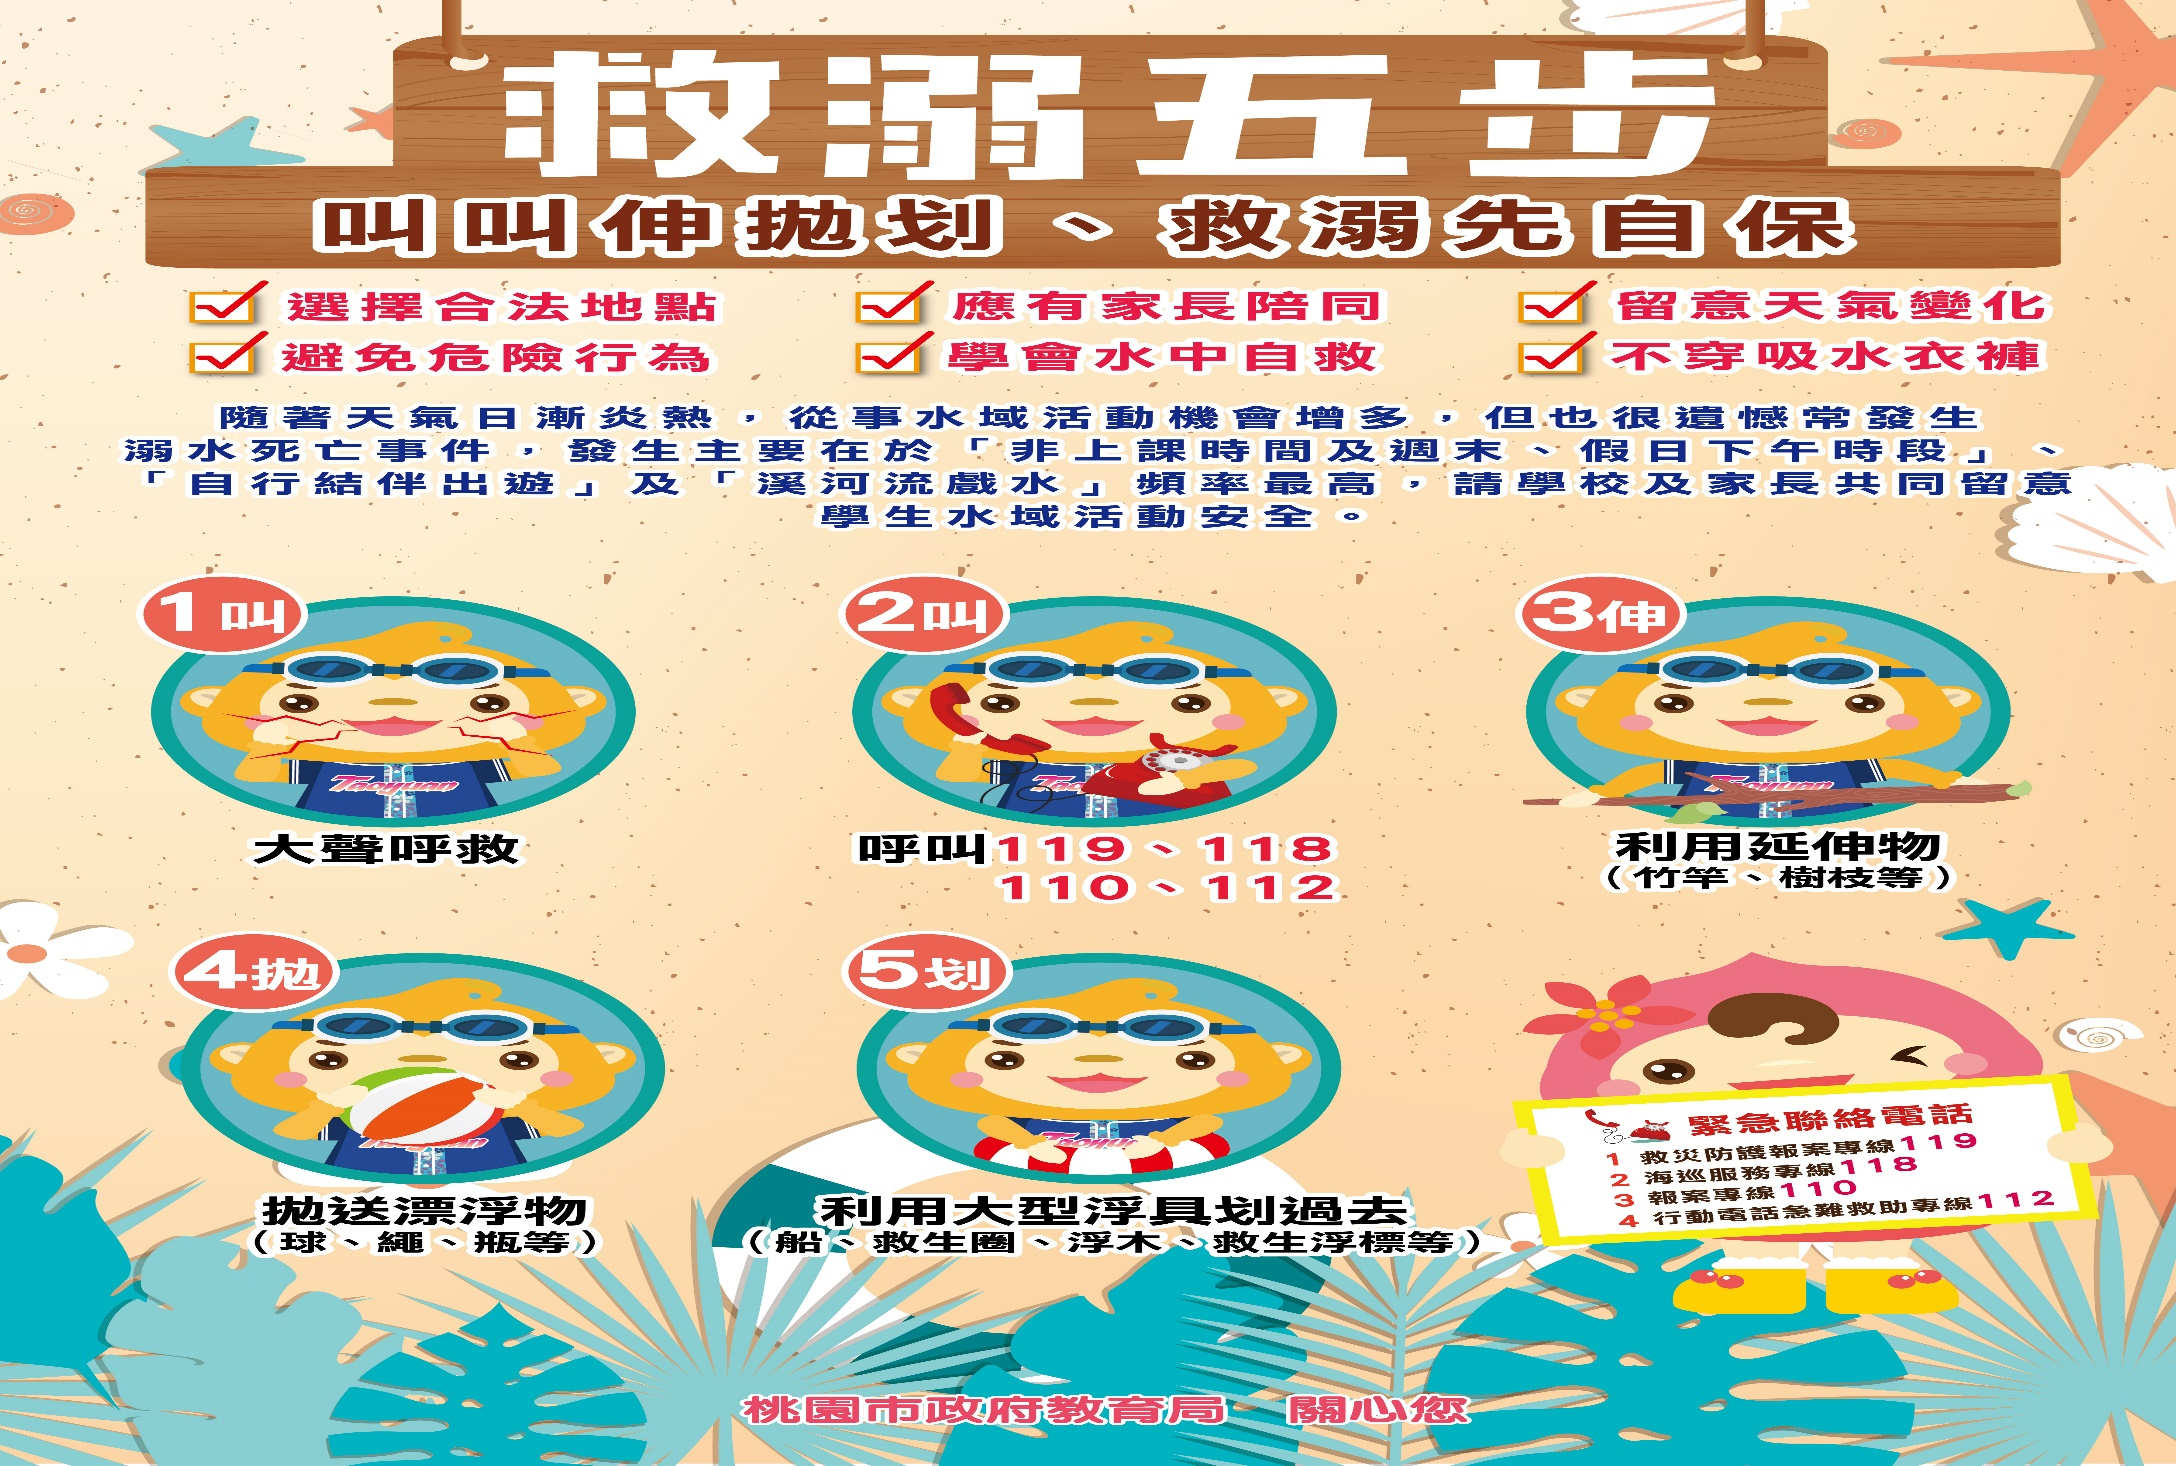 救溺五步
叫叫伸拋划、救溺先自保
選擇合法地點
應有家長陪同
留意天氣變化
避免危險行為
學會水中自救
不穿吸水衣褲
隨著天氣日漸炎熱，從事水域活動機會增多，但也很遺憾常發生
溺水死亡事件，發生主要在於「非上課時間及週末、假日下午時段」、
「自行結伴出遊」及「溪河流戲水」頻率最高，請學校及家長共同留意
學生水域活動安全。
1叫
Taoyuan
大聲呼救
2叫
呼叫119、118
110、112
3伸
Taoyuan
利用延伸物
（竹竿、樹枝等）
4拋
Taoyuan
拋送漂浮物
（球、繩、瓶等）
5划
利用大型浮具划過去
（船、救生圈、浮木、救生浮標等）
緊急聯絡電話
1 救災防護報案專線119
2 海巡服務專線118
3 報案專線110
4 行動電話急難救助專線112
桃園市政府教育局 關心您